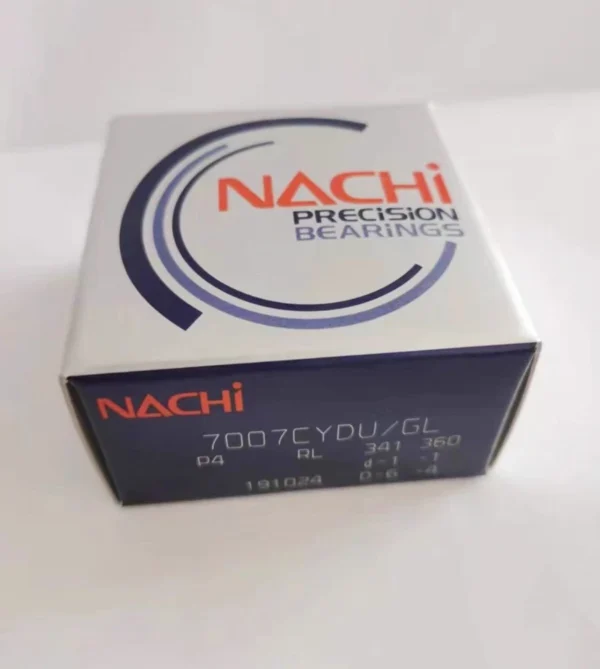 NACHi
PRECiSiON
BEARiNGS
NACHi
7007CYDU/GL
P4 RL 341 360
d-1 -1
191024 D-6 -4